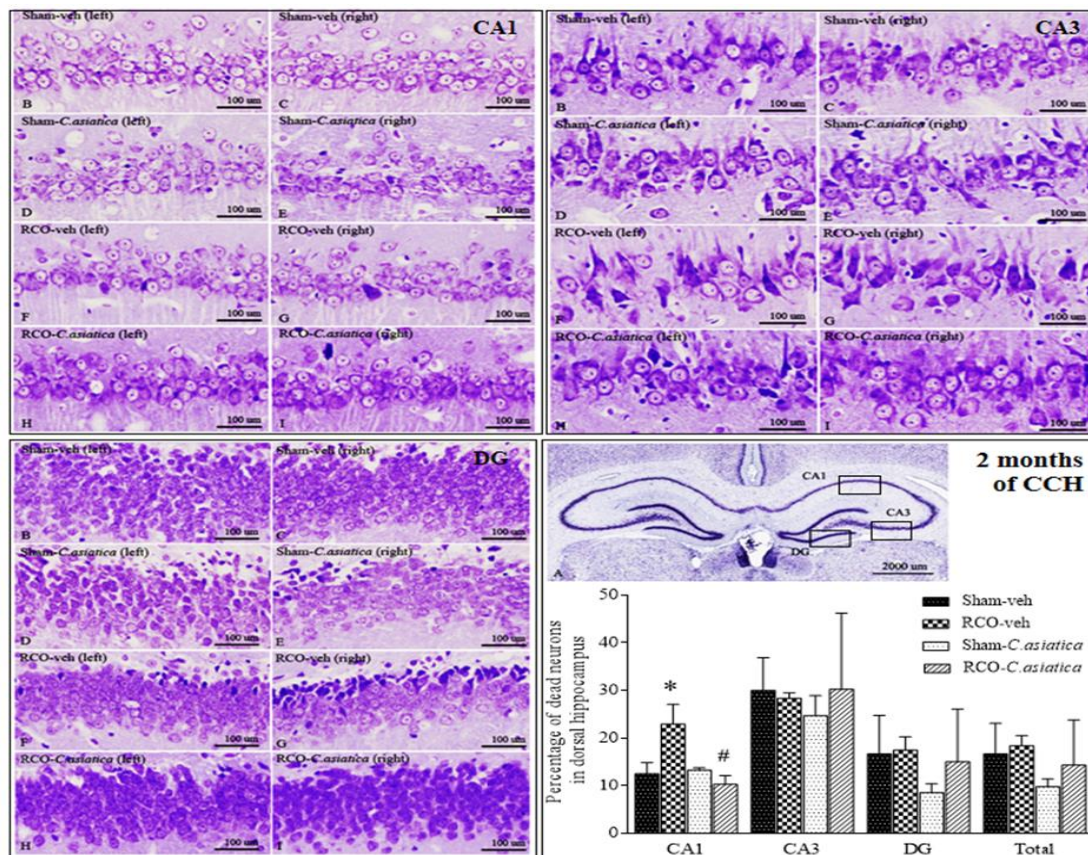 Sham-veh (left)
Sham-veh (right)
CA1
B
100 um
C
100 um
Sham-C.asiatica (left)
Sham-C.asiatica (right)
D
100 um
E
100 um
RCO-veh (left)
RCO-veh (right)
F
100 um
G
100 um
RCO-C.asiatica (left)
RCO-C.asiatica (right)
H
100 um
I
100 um
Sham-veh (left)
Sham-veh (right)
CA3
B
100 um
C
100 um
Sham-C.asiatica (left)
Sham-C.asiatica (right)
D
100 um
E
100 um
RCO-veh (left)
RCO-veh (right)
F
100 um
G
100 um
RCO-C.asiatica (left)
RCO-C.asiatica (right)
M
100 um
I
100 um
Sham-veh (left)
Sham-veh (right)
DG
B
100 um
C
100 um
Sham-C.asiatica (left)
Sham-C.asiatica (right)
D
100 um
E
100 um
RCO-veh (left)
RCO-veh (right)
F
100 um
G
100 um
RCO-C.asiatica (left)
RCO-C.asiatica (right)
H
100 um
I
100 um
2 months
of CCH
CA1
CA3
DG
A
2000 um
Percentage of dead neurons
in dorsal hippocampus
50
40
30
20
10
0
Sham-veh
RCO-veh
Sham-C.asiatica
RCO-C.asiatica
*
#
CA1 CA3 DG Total